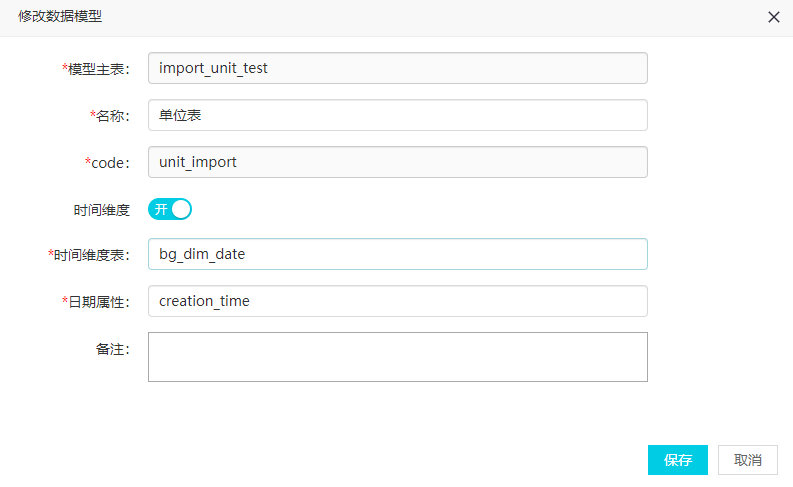 修改数据模型
*模型主表： import_unit_test
*名称： 单位表
*code： unit_import
时间维度 开
*时间维度表： bg_dim_date
*日期属性： creation_time
备注：
保存 取消